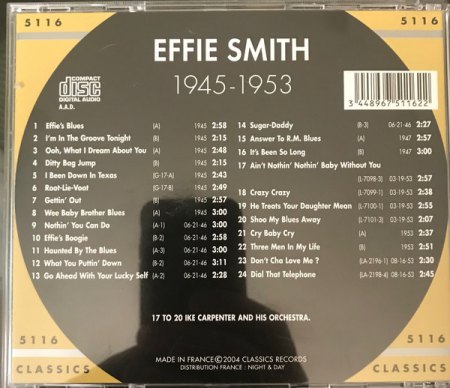 5116
5116
EFFIE SMITH
1945-1953
COMPACT
disc
DIGITAL AUDIO
A.A.D.
3 448967 511622
1 Effie's Blues (A) 1945 2:58
2 I'm In The Groove Tonight (B) 1945 2:15
3 Ooh, What I Dream About You (A) 1945 2:58
4 Ditty Bag Jump (B) 1945 2:15
5 I Been Down In Texas (G-17-A) 1945 2:43
6 Root-Lie-Voot (G-17-B) 1945 2:49
7 Gettin' Out (B) 1945 2:57
8 Wee Baby Brother Blues (A) 1945 3:00
9 Nothin' You Can Do (A-1) 06-21-46 2:58
10 Effie's Boogie (B-2) 06-21-46 2:58
11 Haunted By The Blues (A-3) 06-21-46 3:00
12 What You Puttin' Down (B-2) 06-21-46 3:11
13 Go Ahead With Your Lucky Self (A-2) 06-21-46 2:28
14 Sugar-Daddy (B-3) 06-21-46 2:27
15 Answer To R.M. Blues (A) 1947 2:57
16 It's Been So Long (B) 1947 3:00
17 Ain't Nothin' Nothin' Baby Without You
(L-7098-3) 03-19-53 2:57
18 Crazy Crazy (L-7099-1) 03-19-53 2:38
19 He Treats Your Daughter Mean (L-7100-1) 03-19-53 2:55
20 Shoo My Blues Away (L-7101-3) 03-19-53 2:07
21 Cry Baby Cry (A) 1953 2:37
22 Three Men In My Life (B) 1953 2:51
23 Don't Cha Love Me? (LA-2196-1) 08-16-53 2:30
24 Dial That Telephone (LA-2198-4) 08-16-53 2:45
17 TO 20 IKE CARPENTER AND HIS ORCHESTRA.
MADE IN FRANCE © 2004 CLASSICS RECORDS
DISTRIBUTION FRANCE : NIGHT & DAY
5116
CLASSICS
5116
CLASSICS